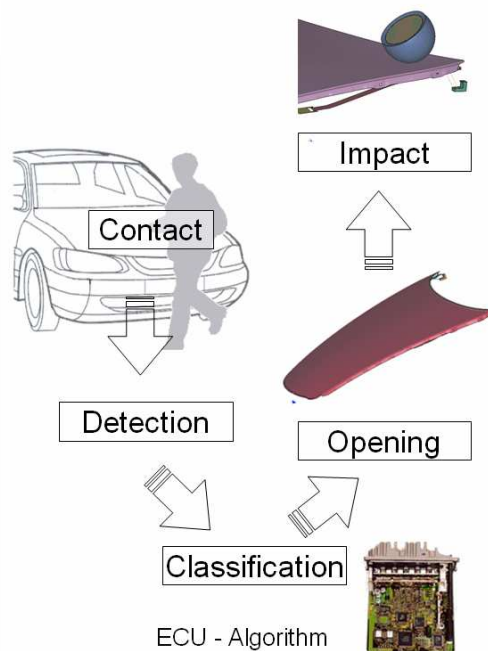 Contact
Detection
Classification
ECU - Algorithm
Opening
Impact